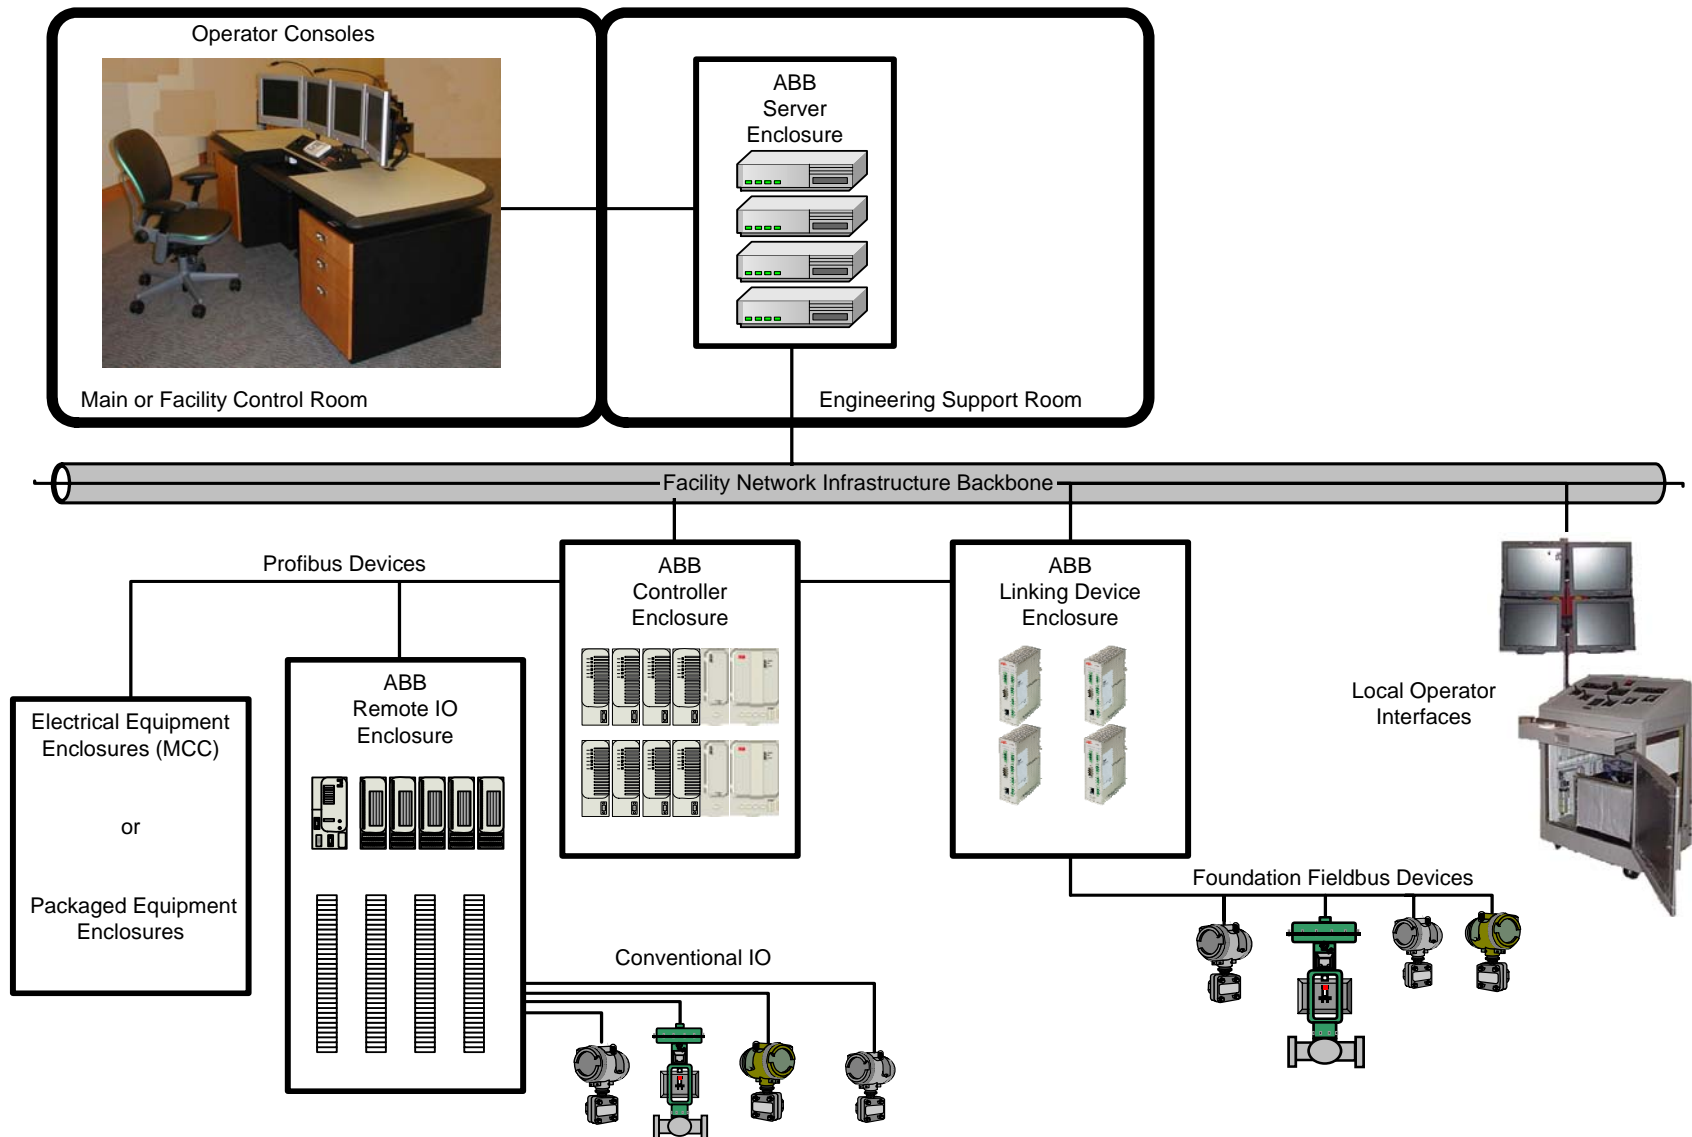 Operator Consoles
ABB
Server
Enclosure
Main or Facility Control Room
Engineering Support Room
Facility Network Infrastructure Backbone
Profibus Devices
ABB
Controller
Enclosure
ABB
Linking Device
Enclosure
ABB
Remote IO
Enclosure
Electrical Equipment
Enclosures (MCC)
or
Packaged Equipment
Enclosures
Local Operator
Interfaces
Foundation Fieldbus Devices
Conventional IO